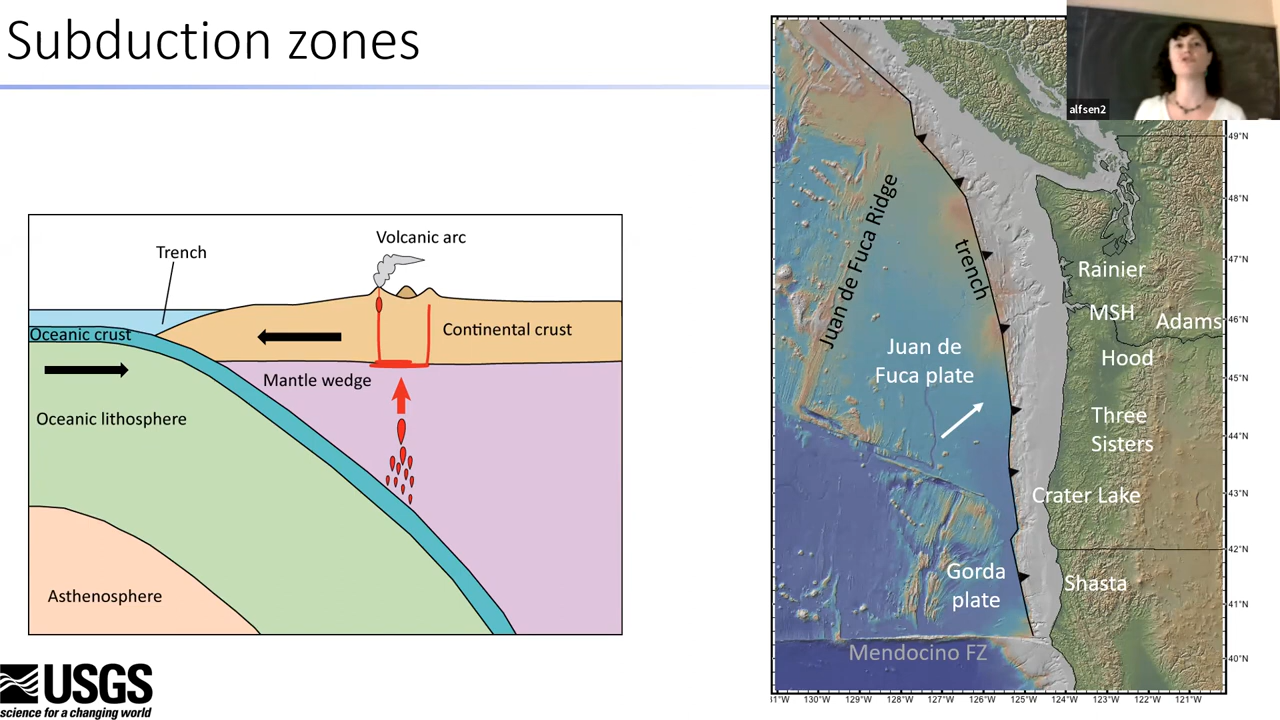 Subduction zones
Volcanic arc
Trench
Oceanic crust
Continental crust
Mantle wedge
Oceanic lithosphere
Asthenosphere
USGS
science for a changing world
alfsen2
Juan de Fuca Ridge
trench
Juan de
Fuca plate
Gorda
plate
Mendocino FZ
Rainier
MSH
Adams
Hood
Three
Sisters
Crater Lake
Shasta
49°N
48°N
47°N
46°N
45°N
44°N
43°N
42°N
41°N
40°N
1°W 130°W 129°W 128°W 127°W 126°W 125°W 124°W 123°W 122°W 121°W